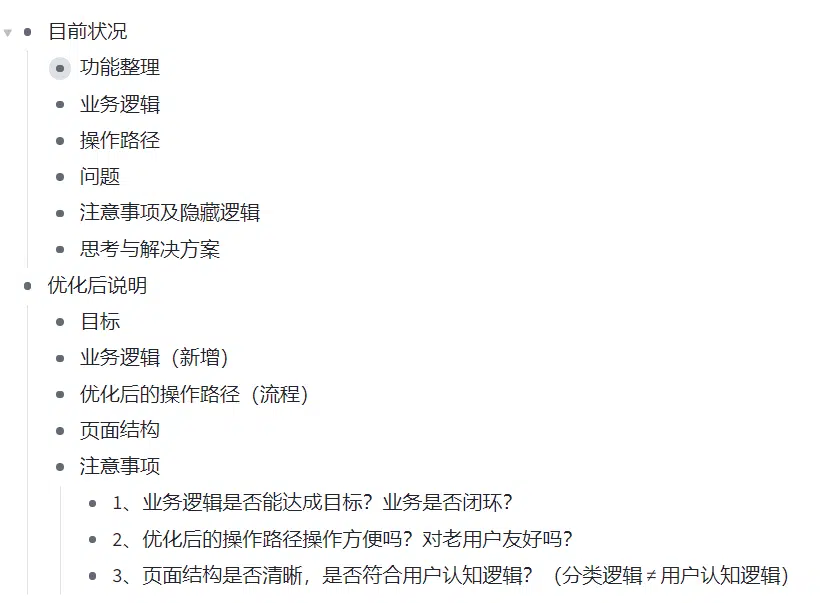 目前状况
功能整理
业务逻辑
操作路径
问题
注意事项及隐藏逻辑
思考与解决方案
优化后说明
目标
业务逻辑（新增）
优化后的操作路径（流程）
页面结构
注意事项
1、业务逻辑是否能达成目标？业务是否闭环？
2、优化后的操作路径操作方便吗？对老用户友好吗？
3、页面结构是否清晰，是否符合用户认知逻辑？（分类逻辑≠用户认知逻辑）